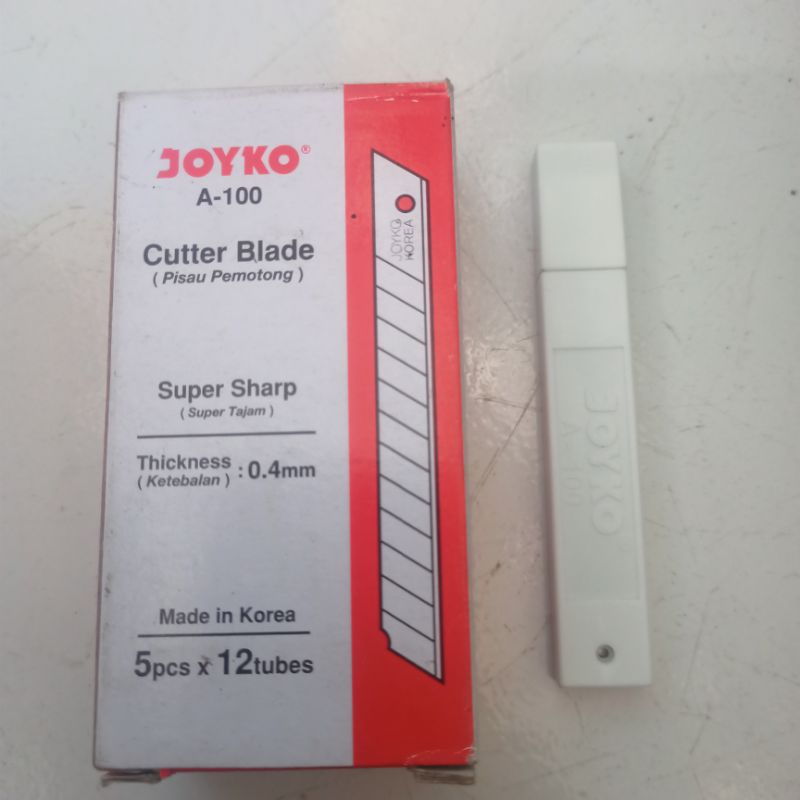 JOYKO®
A-100
Cutter Blade
( Pisau Pemotong )
Super Sharp
( Super Tajam )
Thickness : 0.4mm
( Ketebalan )
Made in Korea
5pcs x 12tubes
JOYKO
KOREA
JOYKO
A-100